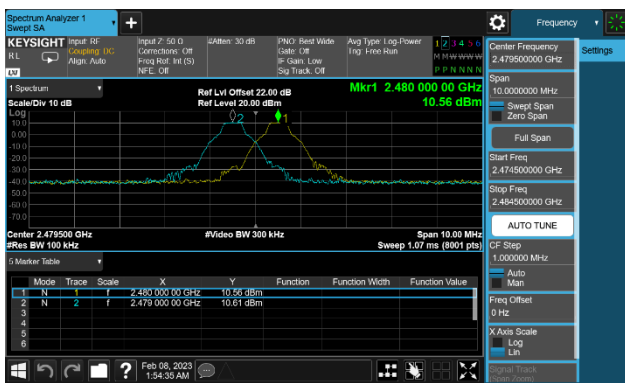 Spectrum Analyzer 1
Swept SA
Frequency
KEYSIGHT
Input: RF
Coupling: DC
Align: Auto
Input Z: 50 Ω
Corrections: Off
Freq Ref: Int (S)
NFE: Off
#Atten: 30 dB
PNO: Best Wide
Gate: Off
IF Gain: Low
Sig Track: Off
Avg Type: Log-Power
Trig: Free Run
1 2 3 4 5 6
M M W W W W
P P N N N N
R L
LXI
1 Spectrum
Scale/Div 10 dB
Ref Lvl Offset 22.00 dB
Ref Level 20.00 dBm
Mkr1 2.480 000 00 GHz
10.56 dBm
Log
10.0
0.00
-10.0
-20.0
-30.0
-40.0
-50.0
-60.0
-70.0
2
1
Center 2.479500 GHz
#Res BW 100 kHz
#Video BW 300 kHz
Span 10.00 MHz
Sweep 1.07 ms (8001 pts)
5 Marker Table
Mode Trace Scale X Y Function Function Width Function Value
1 N 1 f 2.480 000 00 GHz 10.56 dBm
2 N 2 f 2.479 000 00 GHz 10.61 dBm
3
4
5
6
Feb 08, 2023
1:54:35 AM
Center Frequency
2.479500000 GHz
Settings
Span
10.0000000 MHz
Swept Span
Zero Span
Full Span
Start Freq
2.474500000 GHz
Stop Freq
2.484500000 GHz
AUTO TUNE
CF Step
1.000000 MHz
Auto
Man
Freq Offset
0 Hz
X Axis Scale
Log
Lin
Signal Track
(Span Zoom)